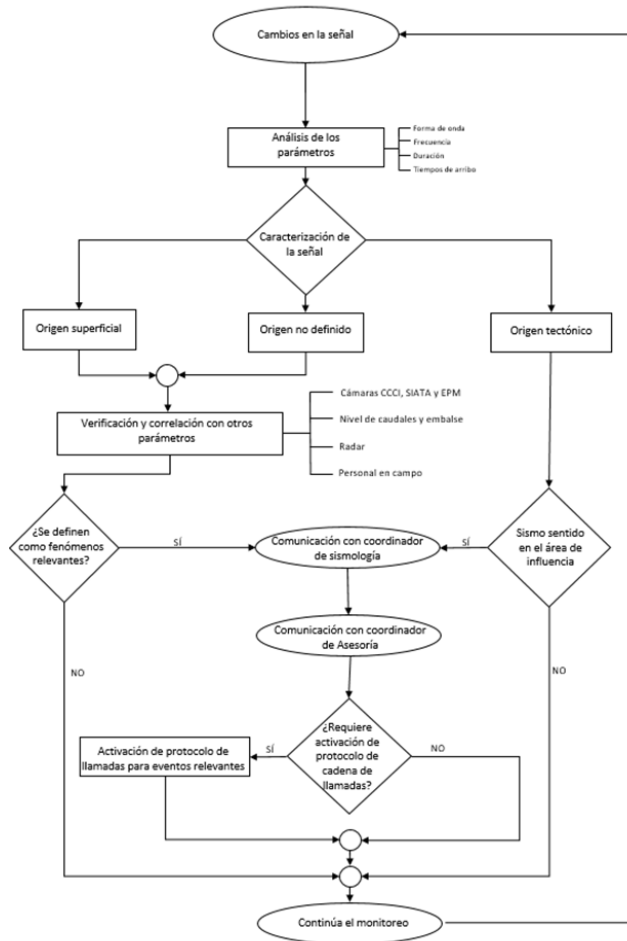 Cambios en la señal
Análisis de los
parámetros
Forma de onda
Frecuencia
Duración
Tiempos de arribo
Caracterización de
la señal
Origen superficial
Origen no definido
Origen tectónico
Verificación y correlación con otros
parámetros
Cámaras CCCI, SIATA y EPM
Nivel de caudales y embalse
Radar
Personal en campo
¿Se definen
como fenómenos
relevantes?
SÍ
Comunicación con coordinador
de sismología
SÍ
Sismo sentido
en el área de
influencia
Comunicación con coordinador
de Asesoría
NO
NO
¿Requiere
activación de
protocolo de
cadena de
llamadas?
SÍ
NO
Activación de protocolo de
llamadas para eventos relevantes
Continúa el monitoreo